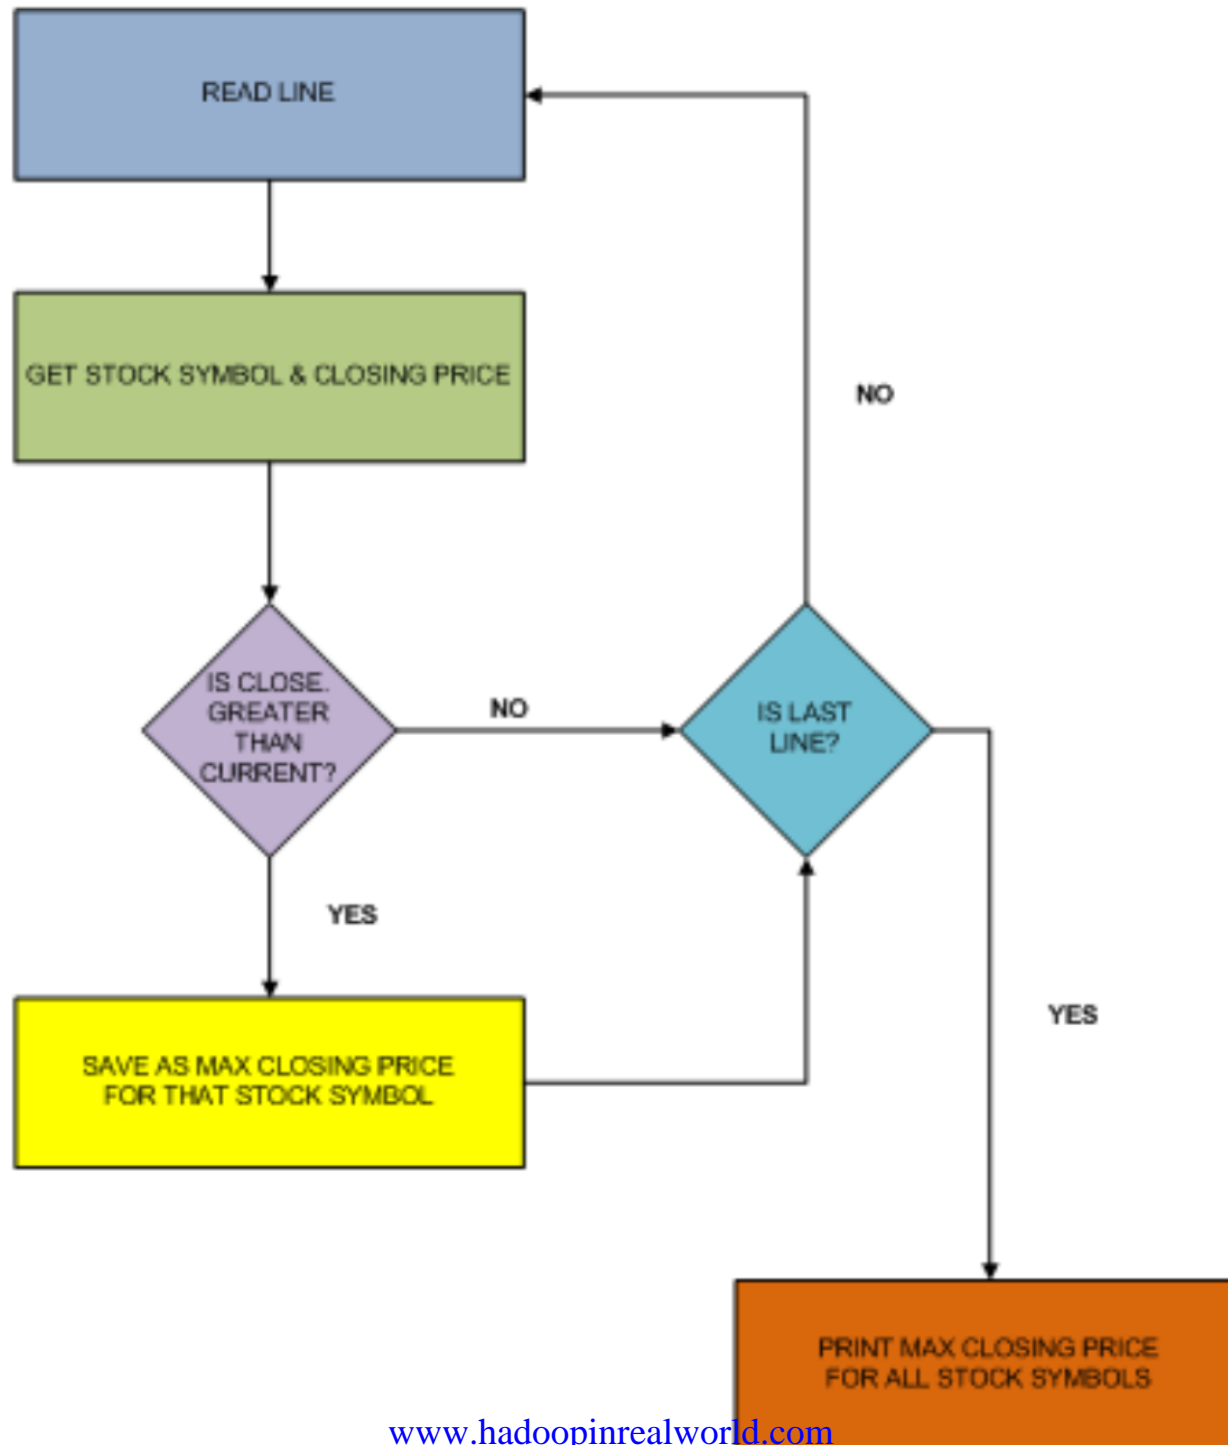 READ LINE
GET STOCK SYMBOL & CLOSING PRICE
NO
IS CLOSE.
GREATER
THAN
CURRENT?
NO
IS LAST
LINE?
YES
SAVE AS MAX CLOSING PRICE
FOR THAT STOCK SYMBOL
YES
PRINT MAX CLOSING PRICE
FOR ALL STOCK SYMBOLS
www.hadoopinrealworld.com